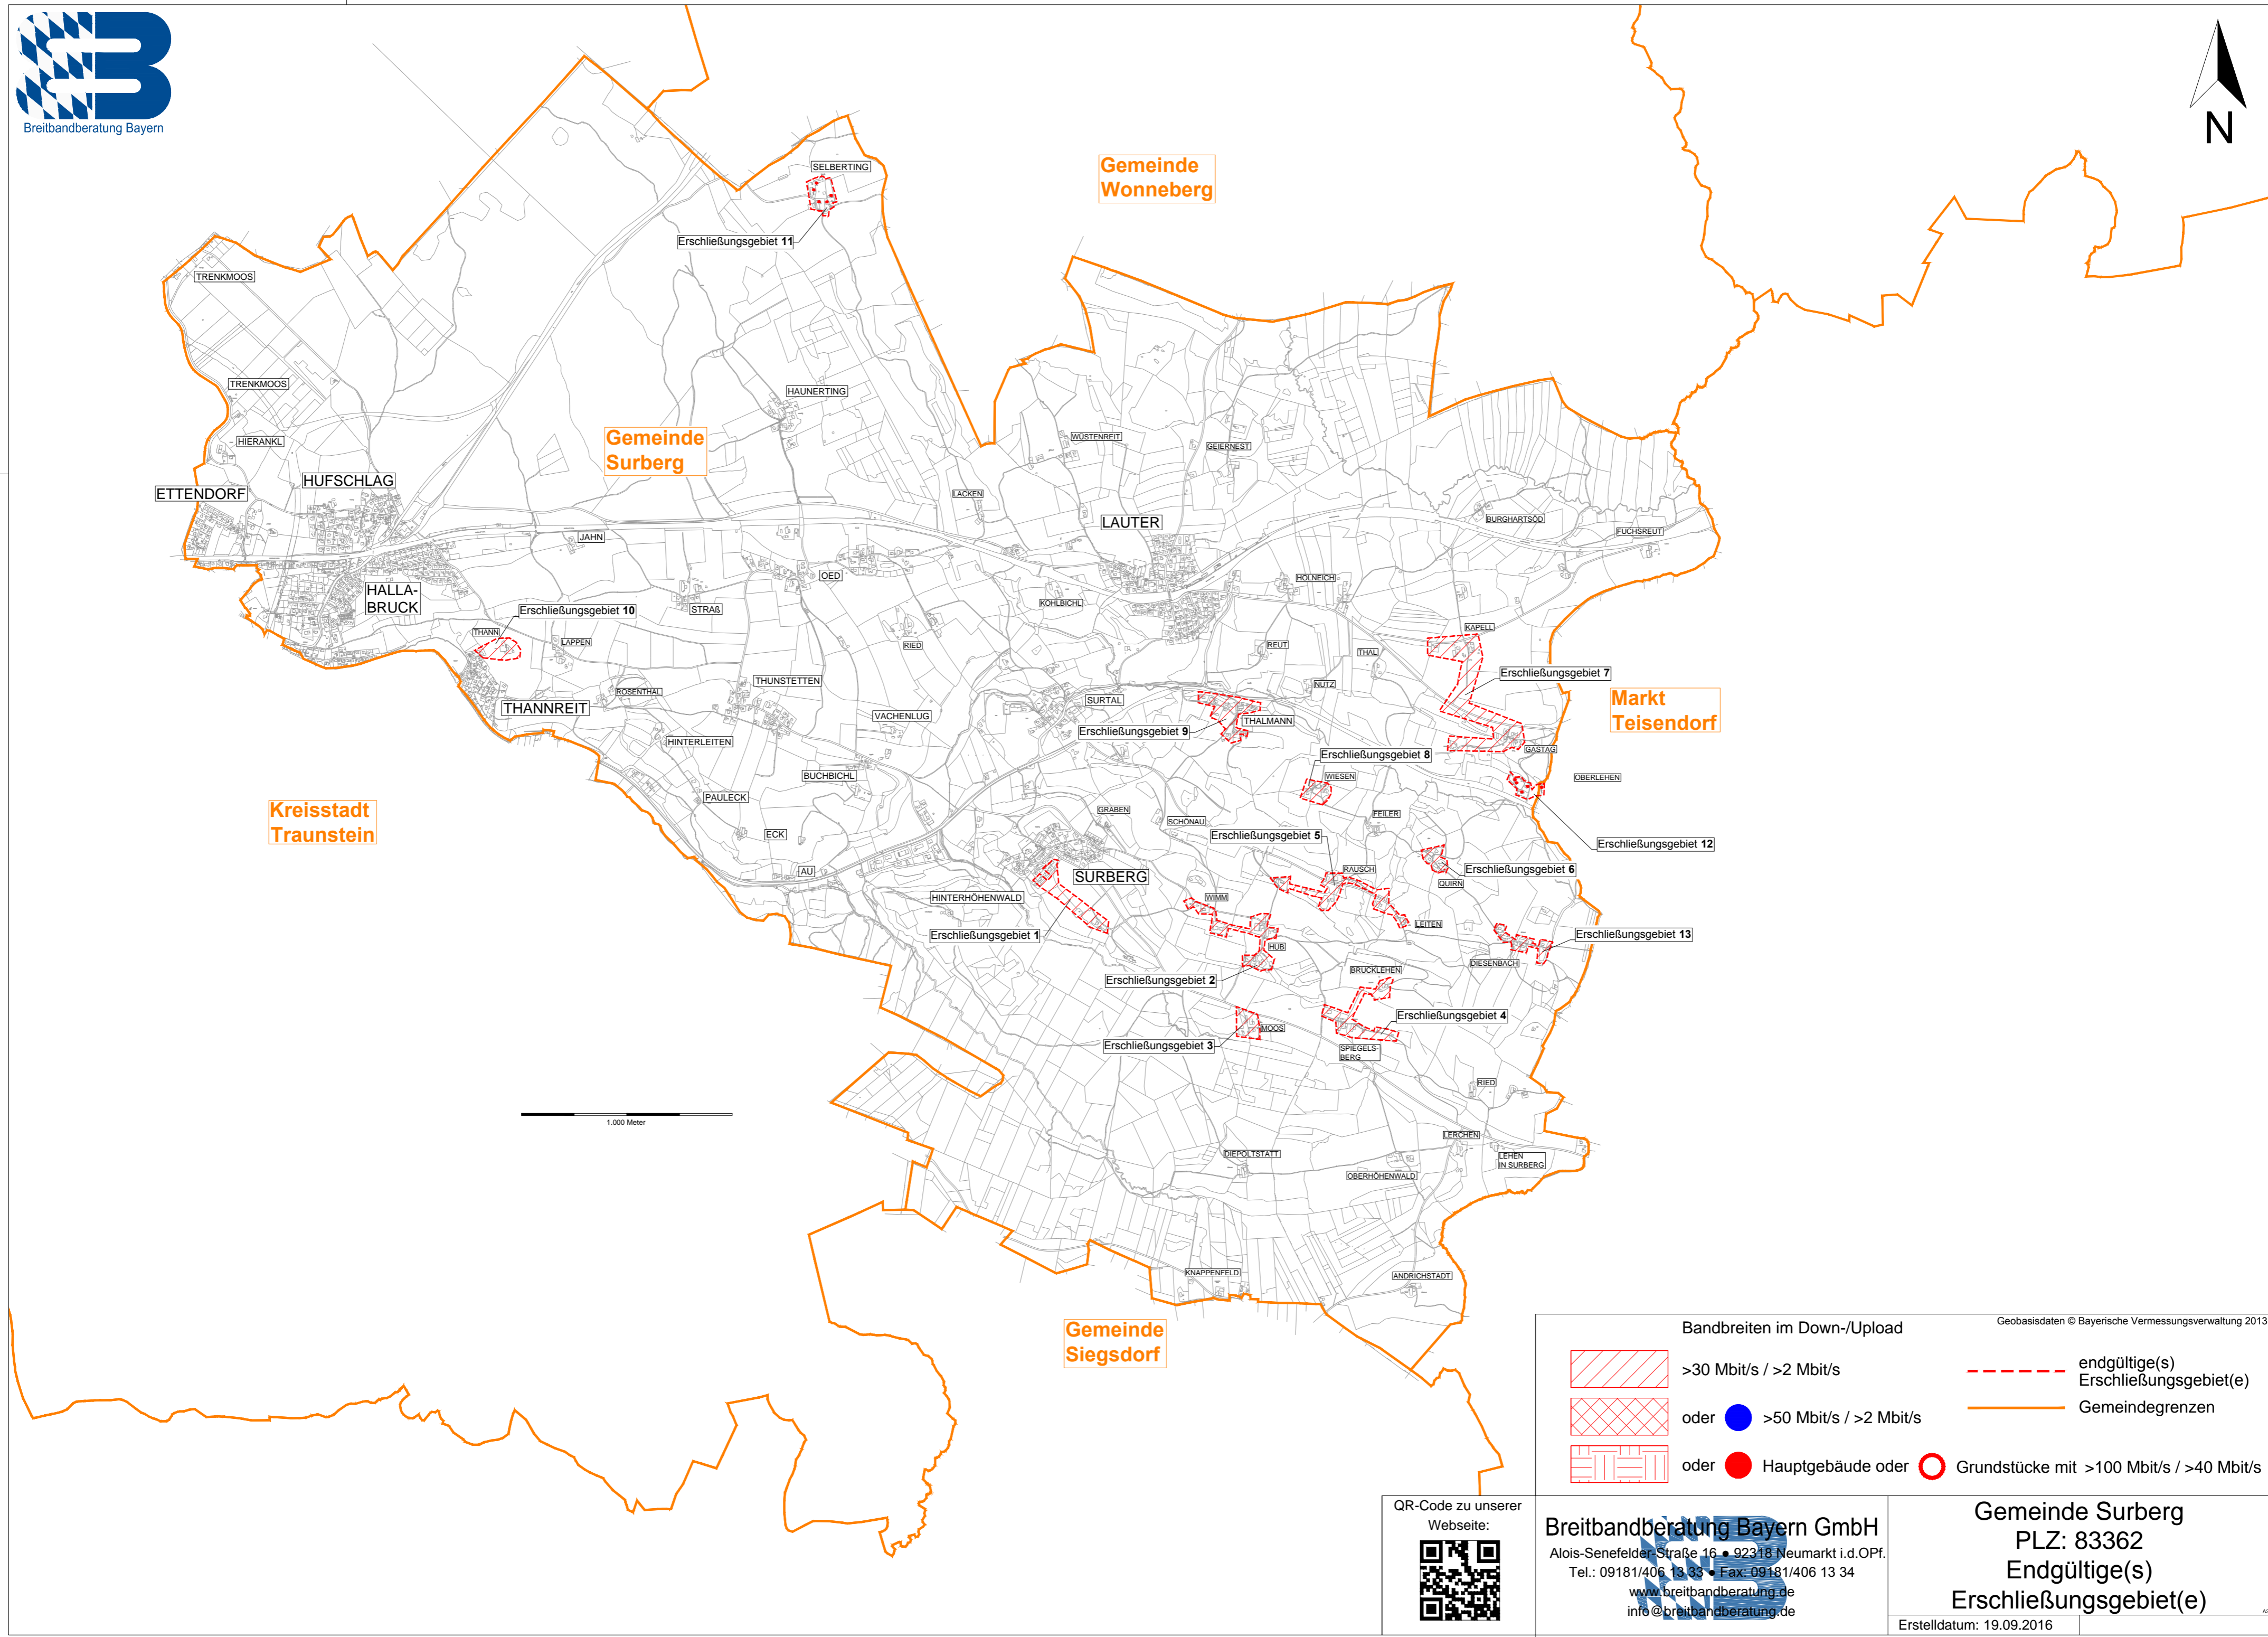 Breitbandberatung Bayern
N
SELBERTING
Gemeinde
Wonneberg
Erschließungsgebiet 11
TRENKMOOS
TRENKMOOS
HAUNERTING
HIERANKL
Gemeinde
Surberg
WÜSTENREIT
GEIERNEST
HUFSCHLAG
ETTENDORF
LACKEN
LAUTER
BURGHARTSÖD
FUCHSREUT
JAHN
OED
HÖLNEICH
HALLA-
BRUCK
STRAß
KOHLBICHL
Erschließungsgebiet 10
THANN
LAPPEN
RIED
REUT
THAL
KAPELL
Erschließungsgebiet 7
THUNSTETTEN
ROSENTHAL
NUTZ
SURTAL
THANNREIT
VACHENLUG
THALMANN
Markt
Teisendorf
Erschließungsgebiet 9
HINTERLEITEN
GASTAG
Erschließungsgebiet 8
BUCHBICHL
WIESEN
OBERLEHEN
PAULECK
Kreisstadt
Traunstein
GRABEN
SCHÖNAU
FEILER
ECK
Erschließungsgebiet 5
Erschließungsgebiet 12
AU
SURBERG
RAUSCH
Erschließungsgebiet 6
QUIRN
HINTERHÖHENWALD
WIMM
LEITEN
Erschließungsgebiet 1
Erschließungsgebiet 13
HUB
DIESENBACH
BRUCKLEHEN
Erschließungsgebiet 2
Erschließungsgebiet 4
MOOS
Erschließungsgebiet 3
SPIEGELS-
BERG
RIED
1.000 Meter
LERCHEN
DIEPOLTSTATT
LEHEN
IN SURBERG
OBERHÖHENWALD
KNAPPENFELD
ANDRICHSTADT
Gemeinde
Siegsdorf
Bandbreiten im Down-/Upload
Geobasisdaten © Bayerische Vermessungsverwaltung 2013
>30 Mbit/s / >2 Mbit/s
endgültige(s)
Erschließungsgebiet(e)
oder >50 Mbit/s / >2 Mbit/s
Gemeindegrenzen
oder Hauptgebäude oder Grundstücke mit >100 Mbit/s / >40 Mbit/s
QR-Code zu unserer
Webseite:
Breitbandberatung Bayern GmbH
Alois-Senefelder-Straße 16 ● 92318 Neumarkt i.d.OPf.
Tel.: 09181/406 13 33 ● Fax: 09181/406 13 34
www.breitbandberatung.de
info@breitbandberatung.de
Gemeinde Surberg
PLZ: 83362
Endgültige(s)
Erschließungsgebiet(e)
Erstelldatum: 19.09.2016